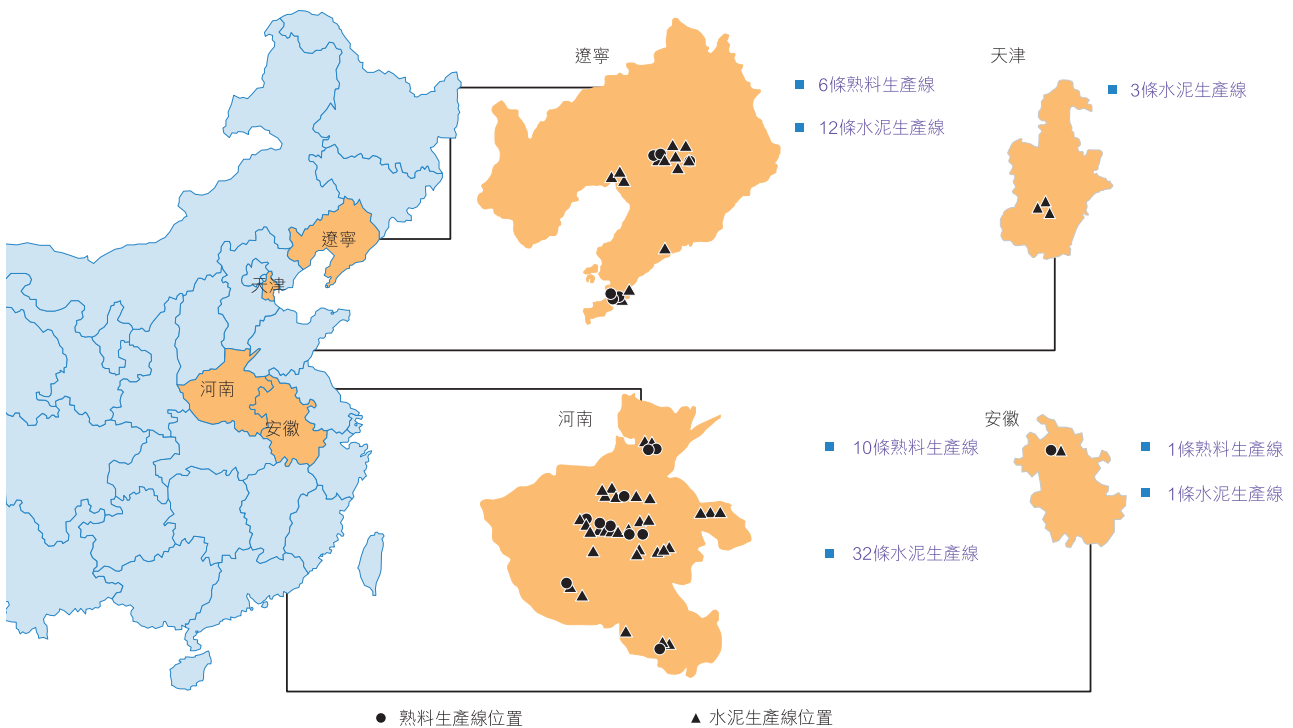 遼寧
6條熟料生產線
12條水泥生產線
天津
3條水泥生產線
遼寧
天津
河南
安徽
河南
10條熟料生產線
32條水泥生產線
安徽
1條熟料生產線
1條水泥生產線
熟料生產線位置
水泥生產線位置